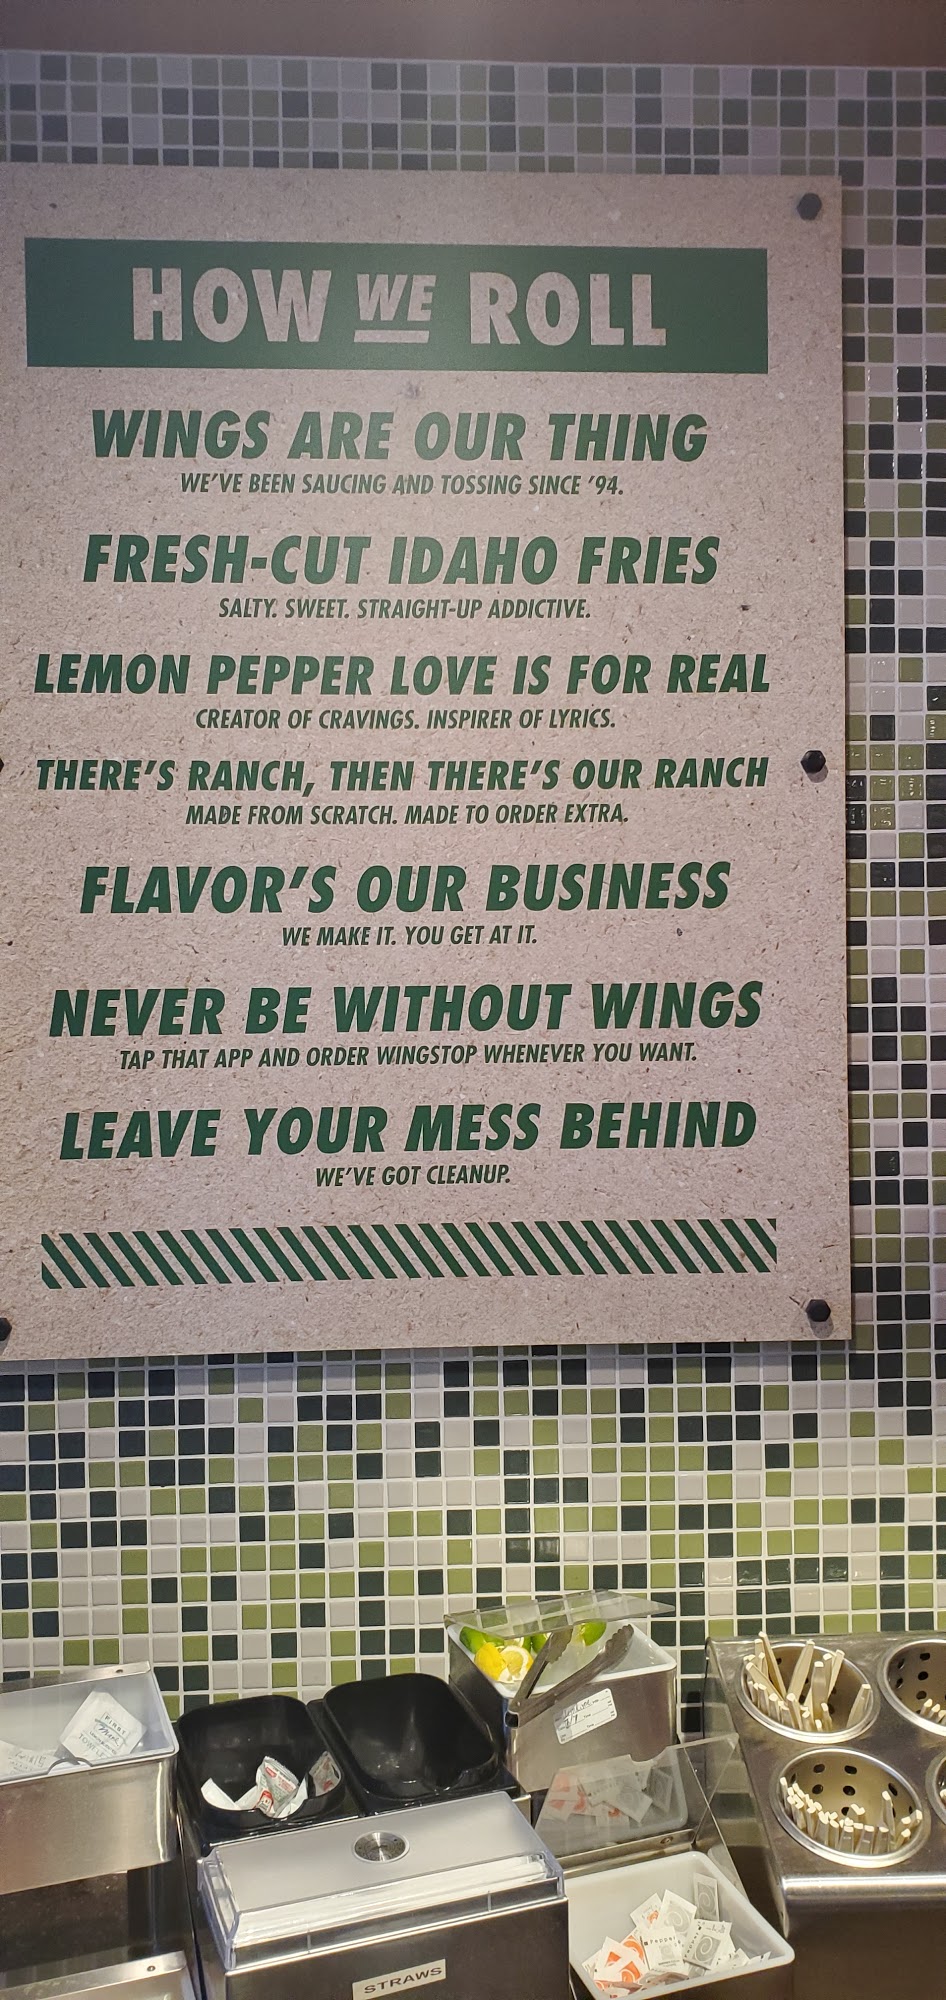 HOW WE ROLL
WINGS ARE OUR THING
WE'VE BEEN SAUCING AND TOSSING SINCE '94.
FRESH-CUT IDAHO FRIES
SALTY. SWEET. STRAIGHT-UP ADDICTIVE.
LEMON PEPPER LOVE IS FOR REAL
CREATOR OF CRAVINGS. INSPIRER OF LYRICS.
THERE'S RANCH, THEN THERE'S OUR RANCH
MADE FROM SCRATCH. MADE TO ORDER EXTRA.
FLAVOR'S OUR BUSINESS
WE MAKE IT. YOU GET AT IT.
NEVER BE WITHOUT WINGS
TAP THAT APP AND ORDER WINGSTOP WHENEVER YOU WANT.
LEAVE YOUR MESS BEHIND
WE'VE GOT CLEANUP.
Pepper
STRAWS